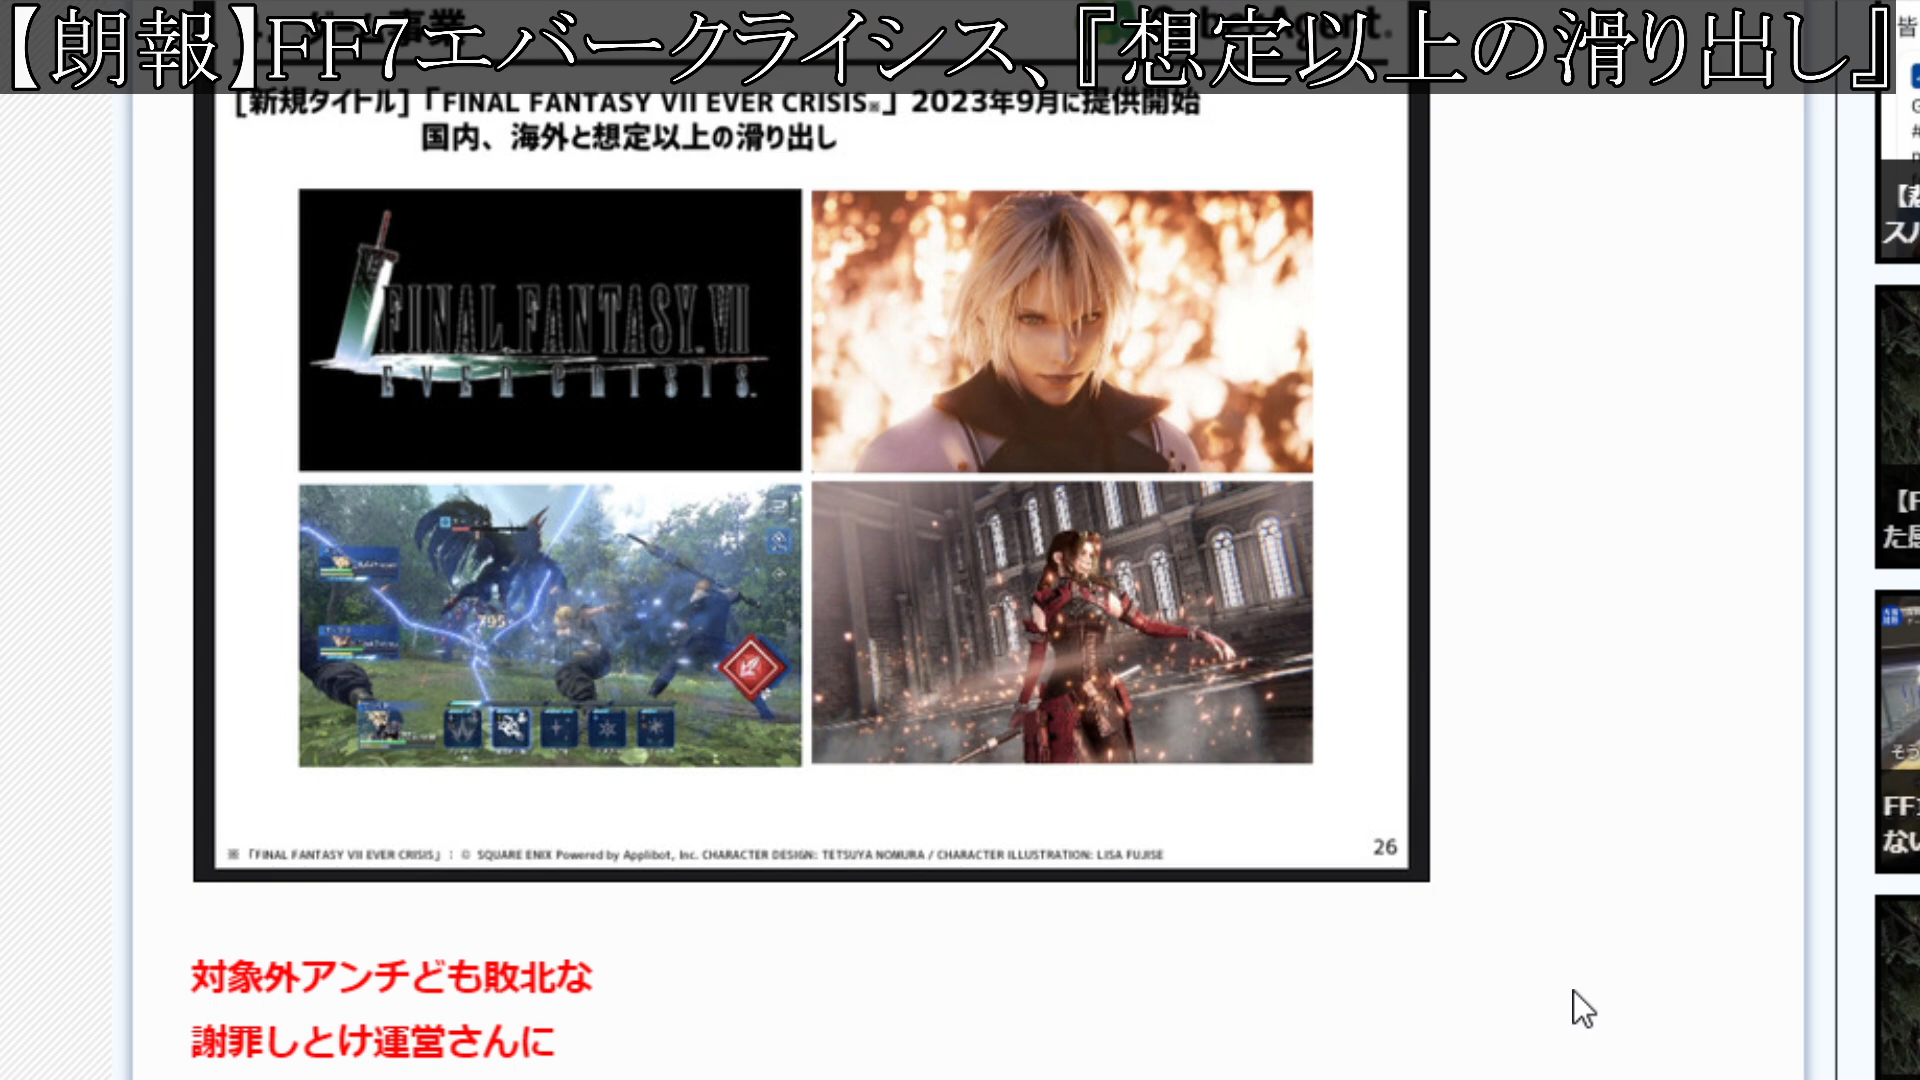 【朗報】FF7エバークライシス、『想定以上の滑り出し』
[新規タイトル]「FINAL FANTASY VII EVER CRISIS※」2023年9月に提供開始
国内、海外と想定以上の滑り出し
FINAL FANTASY VII
EVER CRISIS
795
※「FINAL FANTASY VII EVER CRISIS」：© SQUARE ENIX Powered by Applibot, Inc. CHARACTER DESIGN: TETSUYA NOMURA / CHARACTER ILLUSTRATION: LISA FUJISE
26
対象外アンチども敗北な
謝罪しとけ運営さんに
皆
た
ない